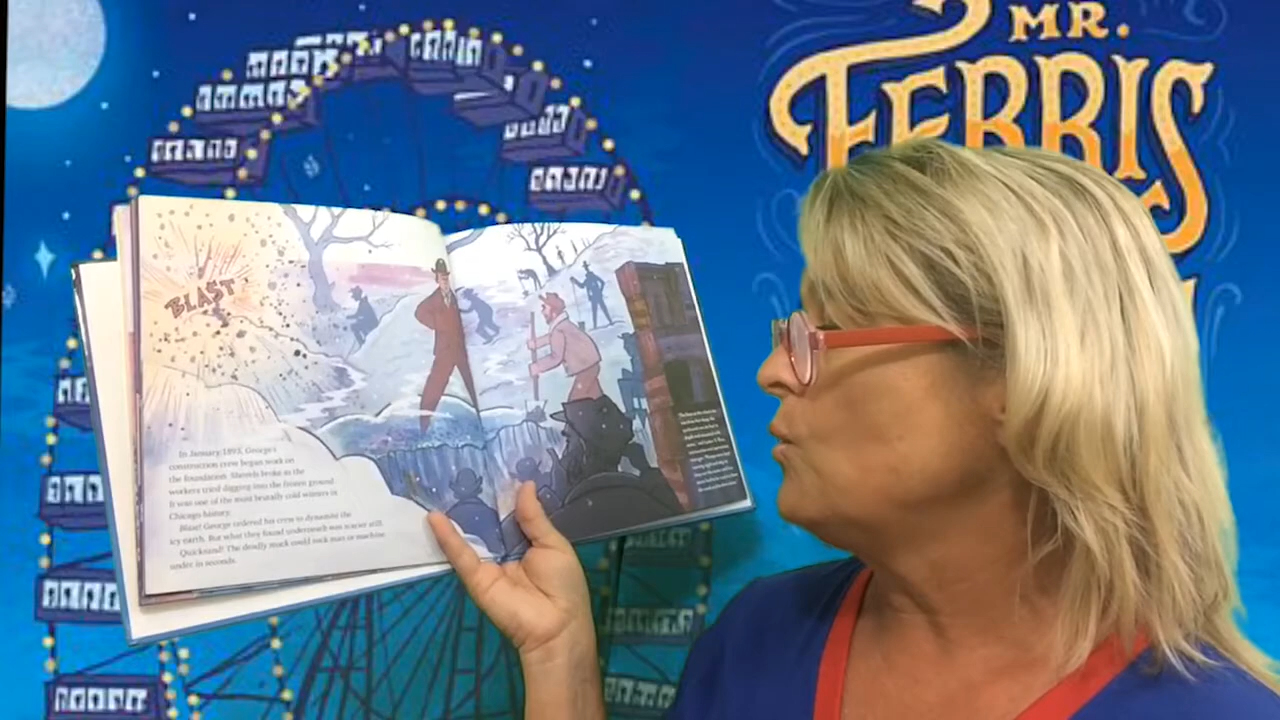 MR.
FERRIS
BLAST
In January 1893, George's
construction crew began work on
the foundation. Shovels broke as the
workers tried digging into the frozen ground.
It was one of the most brutally cold winters in
Chicago history.
Blast! George ordered his crew to dynamite the
icy earth. But what they found underneath was scarier still.
Quicksand! The deadly muck could suck man or machine
under in seconds.